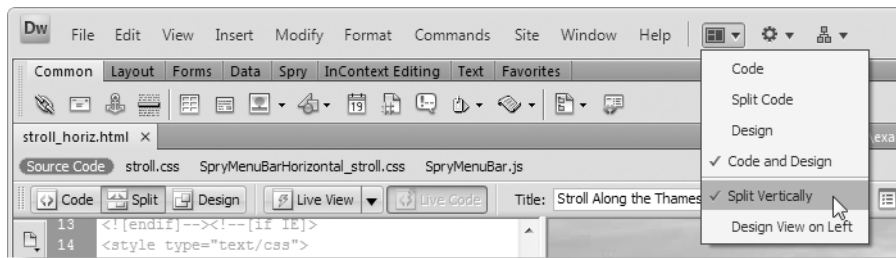 Dw File Edit View Insert Modify Format Commands Site Window Help
Common Layout Forms Data Spry InContext Editing Text Favorites
Code
Split Code
Design
✓ Code and Design
✓ Split Vertically
Design View on Left
19
stroll_horiz.html ×
Source Code stroll.css SpryMenuBarHorizontal_stroll.css SpryMenuBar.js
Code Split Design Live View Live Code Title: Stroll Along the Thames
13 <![endif]--><!--[if IE]>
14 <style type="text/css">